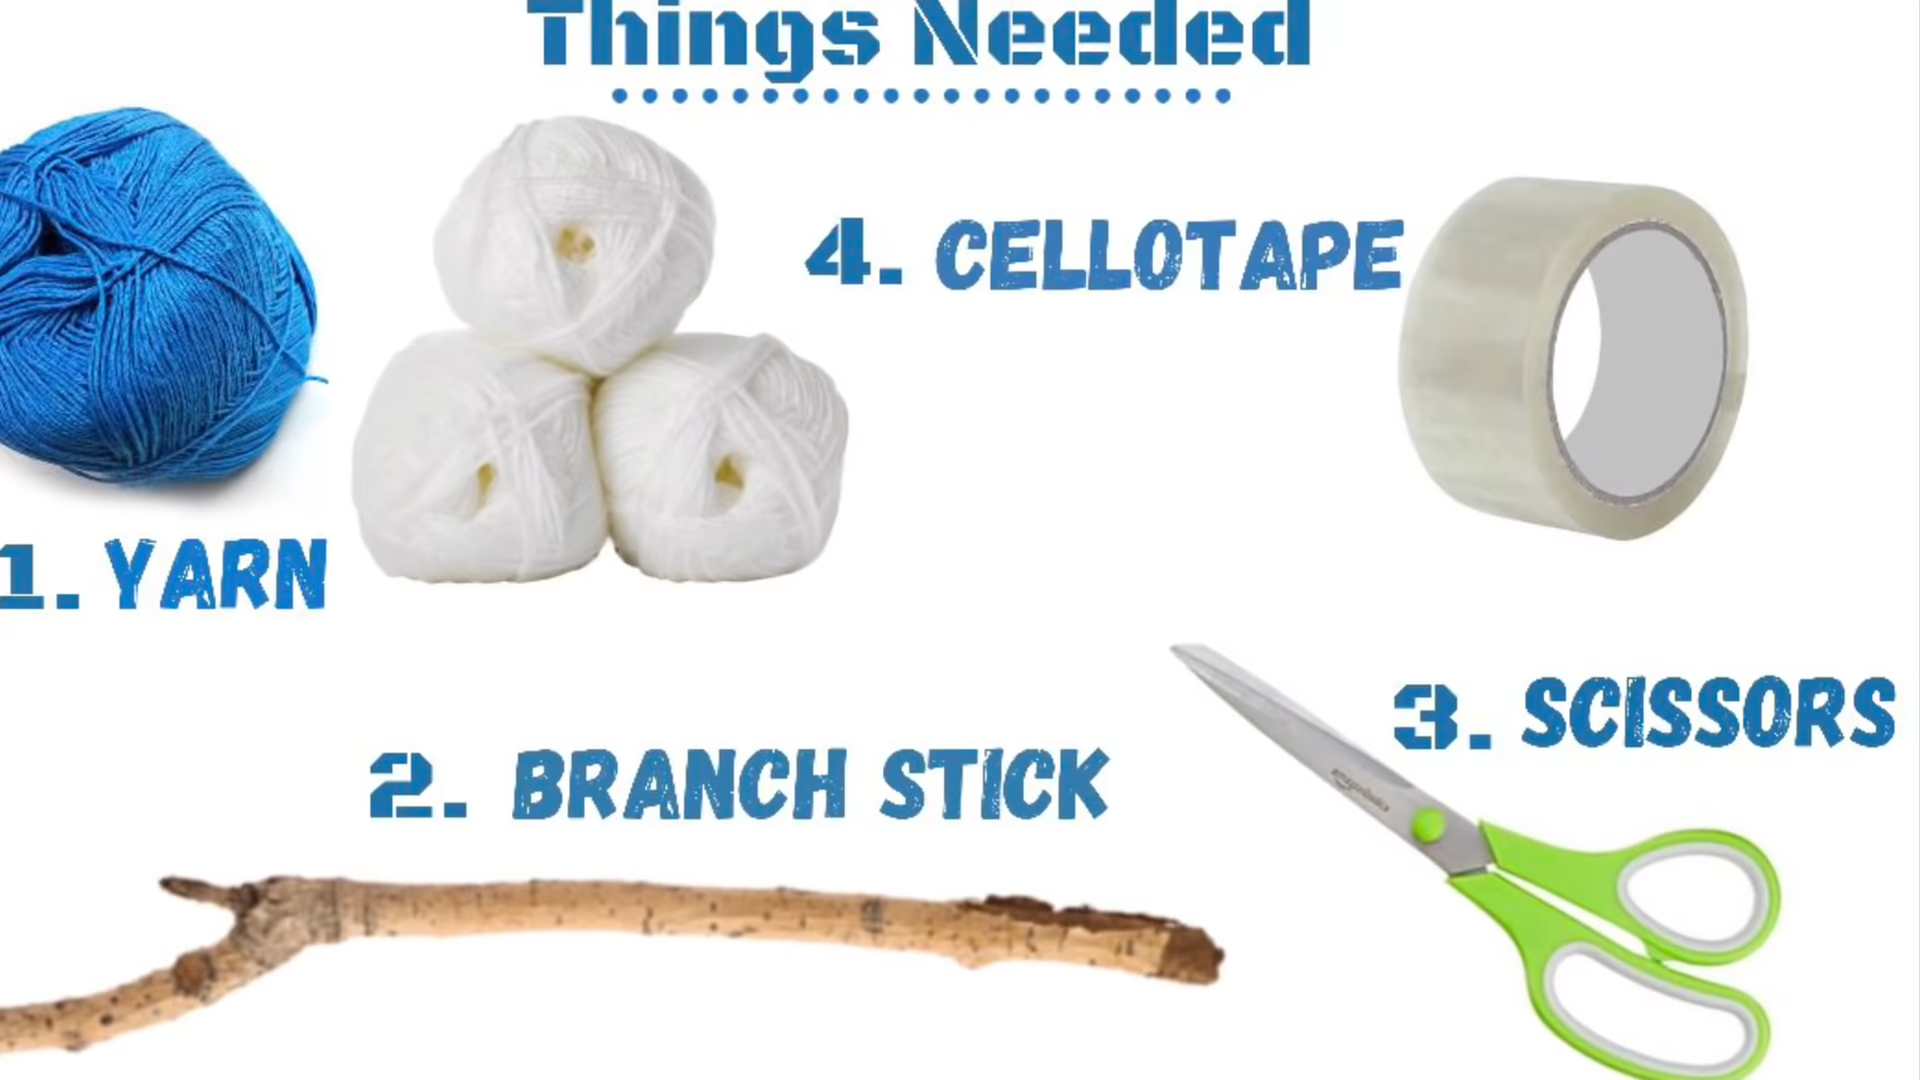 Things Needed
4. CELLOTAPE
1. YARN
3. SCISSORS
2. BRANCH STICK